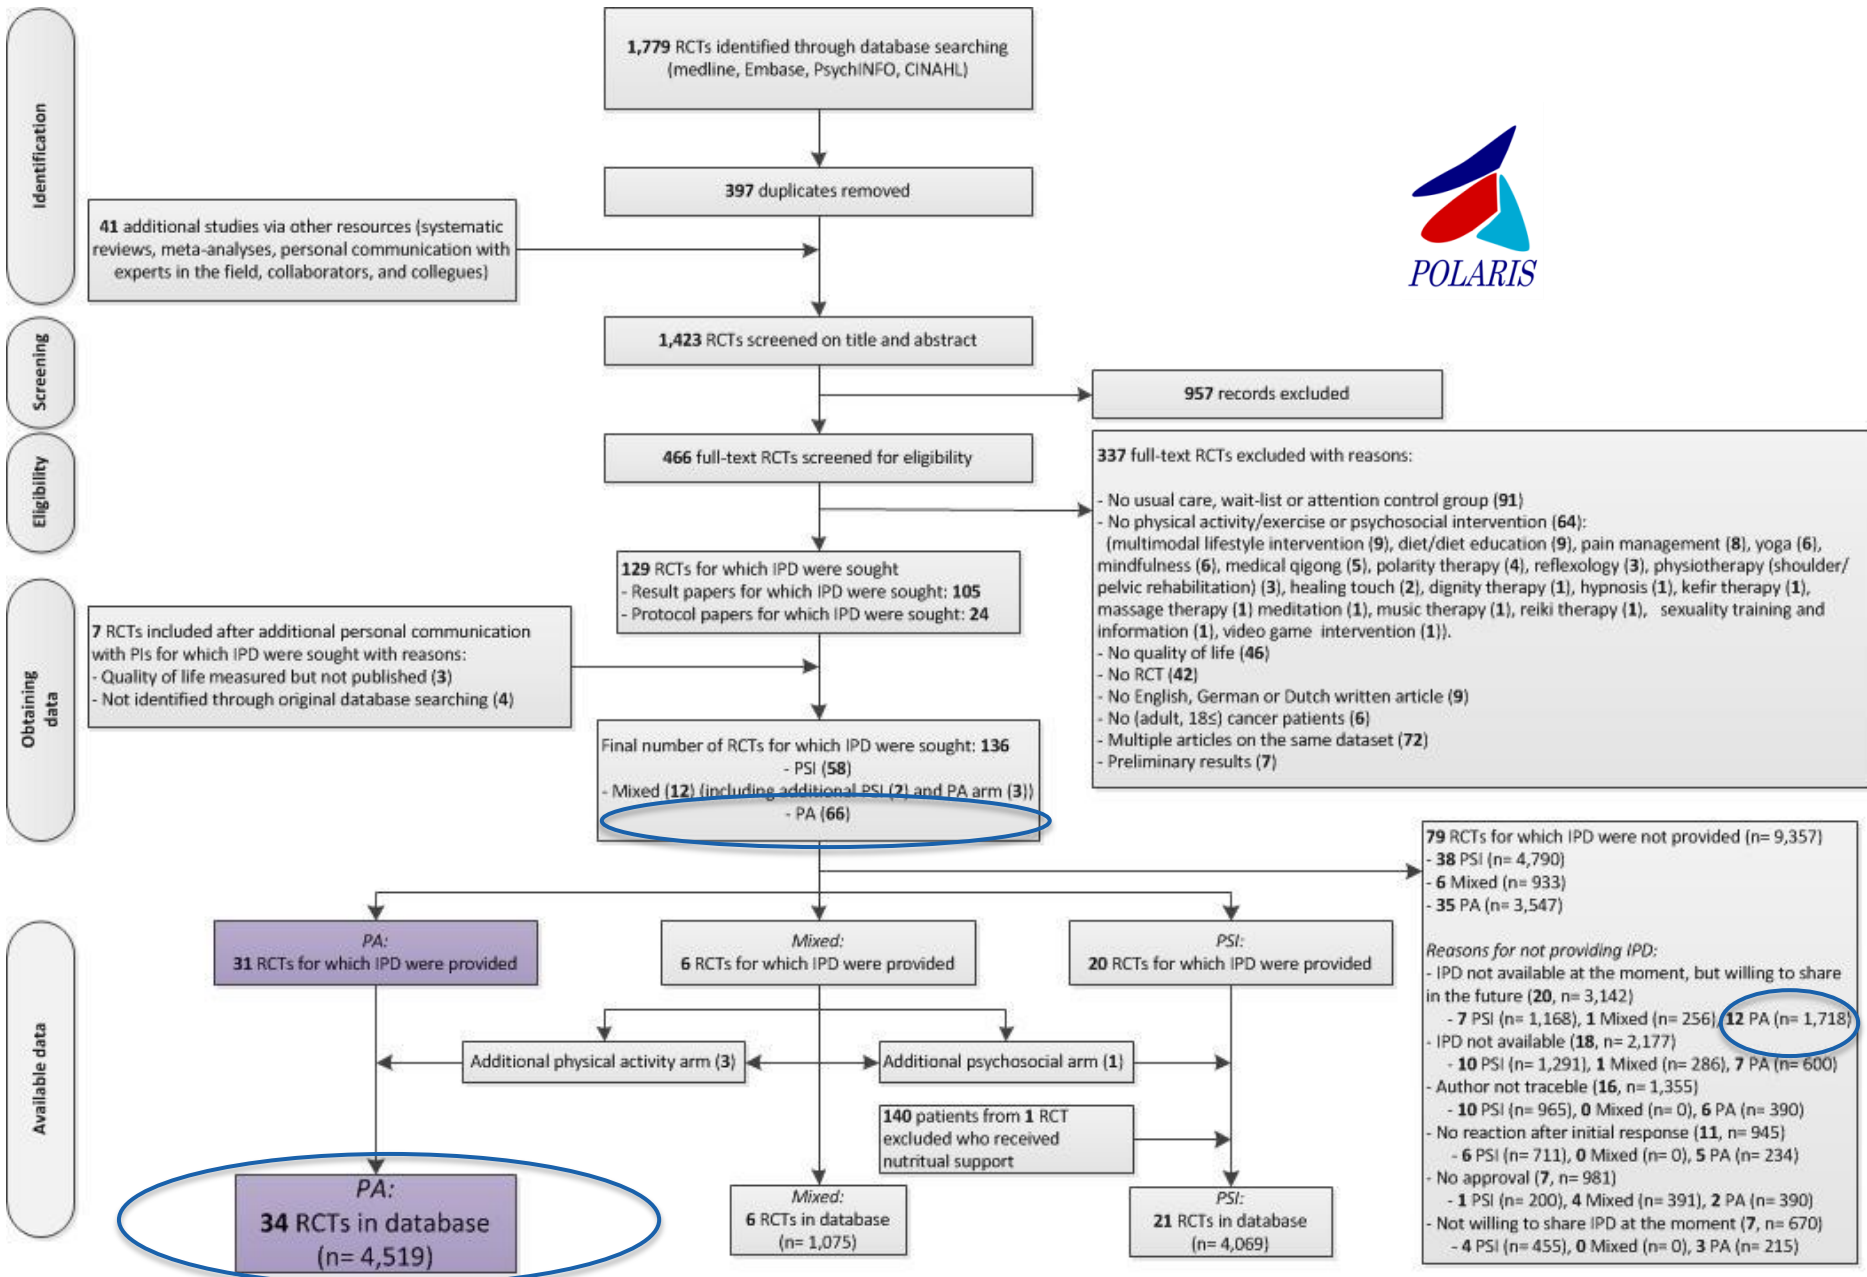 Identification
1,779 RCTs identified through database searching
(medline, Embase, PsychINFO, CINAHL)
397 duplicates removed
41 additional studies via other resources (systematic
reviews, meta-analyses, personal communication with
experts in the field, collaborators, and collegues)
POLARIS
Screening
1,423 RCTs screened on title and abstract
957 records excluded
Eligibility
466 full-text RCTs screened for eligibility
337 full-text RCTs excluded with reasons:
- No usual care, wait-list or attention control group (91)
- No physical activity/exercise or psychosocial intervention (64):
(multimodal lifestyle intervention (9), diet/diet education (9), pain management (8), yoga (6),
mindfulness (6), medical qigong (5), polarity therapy (4), reflexology (3), physiotherapy (shoulder/
pelvic rehabilitation) (3), healing touch (2), dignity therapy (1), hypnosis (1), kefir therapy (1),
massage therapy (1) meditation (1), music therapy (1), reiki therapy (1), sexuality training and
information (1), video game intervention (1)).
- No quality of life (46)
- No RCT (42)
- No English, German or Dutch written article (9)
- No (adult, 18≤) cancer patients (6)
- Multiple articles on the same dataset (72)
- Preliminary results (7)
Obtaining
data
129 RCTs for which IPD were sought
- Result papers for which IPD were sought: 105
- Protocol papers for which IPD were sought: 24
7 RCTs included after additional personal communication
with PIs for which IPD were sought with reasons:
- Quality of life measured but not published (3)
- Not identified through original database searching (4)
Final number of RCTs for which IPD were sought: 136
- PSI (58)
- Mixed (12) (including additional PSI (2) and PA arm (3))
- PA (66)
79 RCTs for which IPD were not provided (n= 9,357)
- 38 PSI (n= 4,790)
- 6 Mixed (n= 933)
- 35 PA (n= 3,547)
Reasons for not providing IPD:
- IPD not available at the moment, but willing to share
in the future (20, n= 3,142)
- 7 PSI (n= 1,168), 1 Mixed (n= 256), 12 PA (n= 1,718)
- IPD not available (18, n= 2,177)
- 10 PSI (n= 1,291), 1 Mixed (n= 286), 7 PA (n= 600)
- Author not traceble (16, n= 1,355)
- 10 PSI (n= 965), 0 Mixed (n= 0), 6 PA (n= 390)
- No reaction after initial response (11, n= 945)
- 6 PSI (n= 711), 0 Mixed (n= 0), 5 PA (n= 234)
- No approval (7, n= 981)
- 1 PSI (n= 200), 4 Mixed (n= 391), 2 PA (n= 390)
- Not willing to share IPD at the moment (7, n= 670)
- 4 PSI (n= 455), 0 Mixed (n= 0), 3 PA (n= 215)
Available data
PA:
31 RCTs for which IPD were provided
Mixed:
6 RCTs for which IPD were provided
PSI:
20 RCTs for which IPD were provided
Additional physical activity arm (3)
Additional psychosocial arm (1)
140 patients from 1 RCT
excluded who received
nutritual support
PA:
34 RCTs in database
(n= 4,519)
Mixed:
6 RCTs in database
(n= 1,075)
PSI:
21 RCTs in database
(n= 4,069)